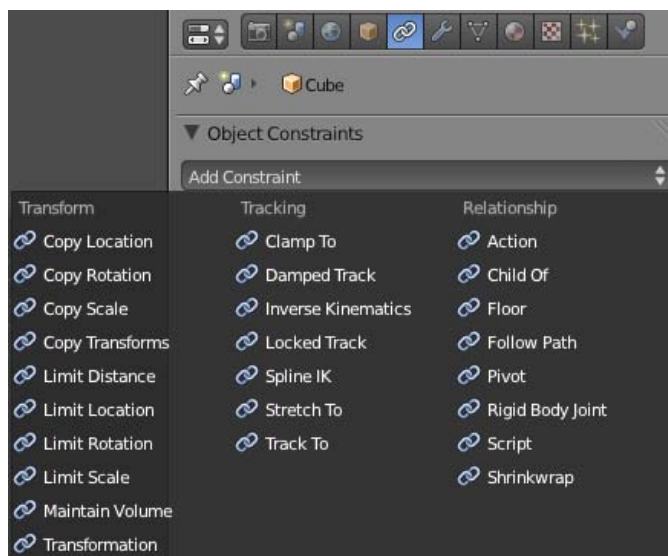 Cube
Object Constraints
Add Constraint
Transform
Copy Location
Copy Rotation
Copy Scale
Copy Transforms
Limit Distance
Limit Location
Limit Rotation
Limit Scale
Maintain Volume
Transformation
Tracking
Clamp To
Damped Track
Inverse Kinematics
Locked Track
Spline IK
Stretch To
Track To
Relationship
Action
Child Of
Floor
Follow Path
Pivot
Rigid Body Joint
Script
Shrinkwrap